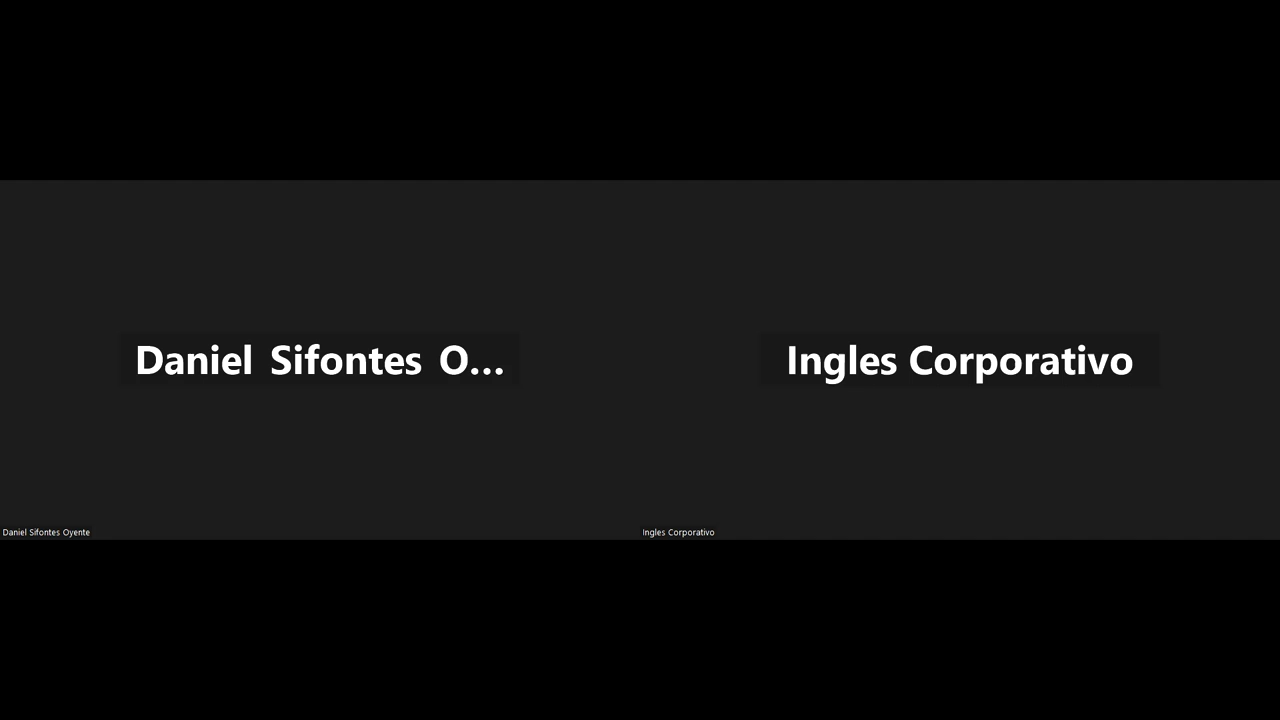 Daniel Sifontes O...
Ingles Corporativo
Daniel Sifontes Oyente
Ingles Corporativo